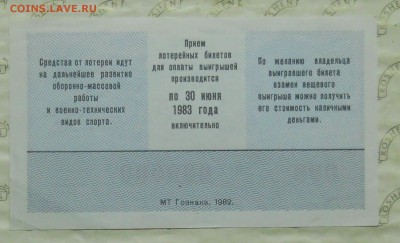 COINS.LAVE.RU
Средства от лотереи идут
на дальнейшее развитие
оборонно-массовой
работы
и военно-технических
видов спорта.
Прием
лотерейных билетов
для оплаты выигрышей
производится
по 30 июня
1983 года
включительно
По желанию владельца
выигравшего билета
взамен вещевого
выигрыша можно получить
его стоимость наличными
деньгами.
МТ Гознака. 1982.